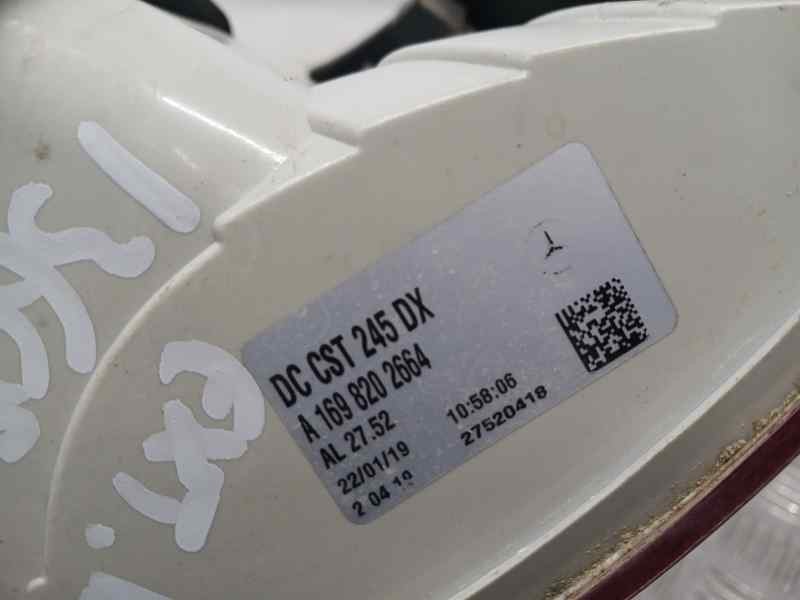 DC CST 245 DX
A 169 820 2664
AL 27.52
22/01/19 10:58:06
2 04 19 27520418